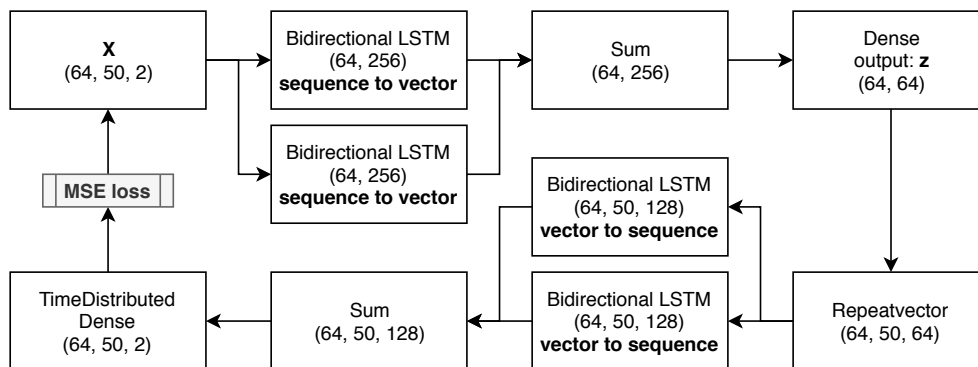 X
(64, 50, 2)
Bidirectional LSTM
(64, 256)
sequence to vector
Bidirectional LSTM
(64, 256)
sequence to vector
Sum
(64, 256)
Dense
output: z
(64, 64)
Repeatvector
(64, 50, 64)
Bidirectional LSTM
(64, 50, 128)
vector to sequence
Bidirectional LSTM
(64, 50, 128)
vector to sequence
Sum
(64, 50, 128)
TimeDistributed
Dense
(64, 50, 2)
MSE loss